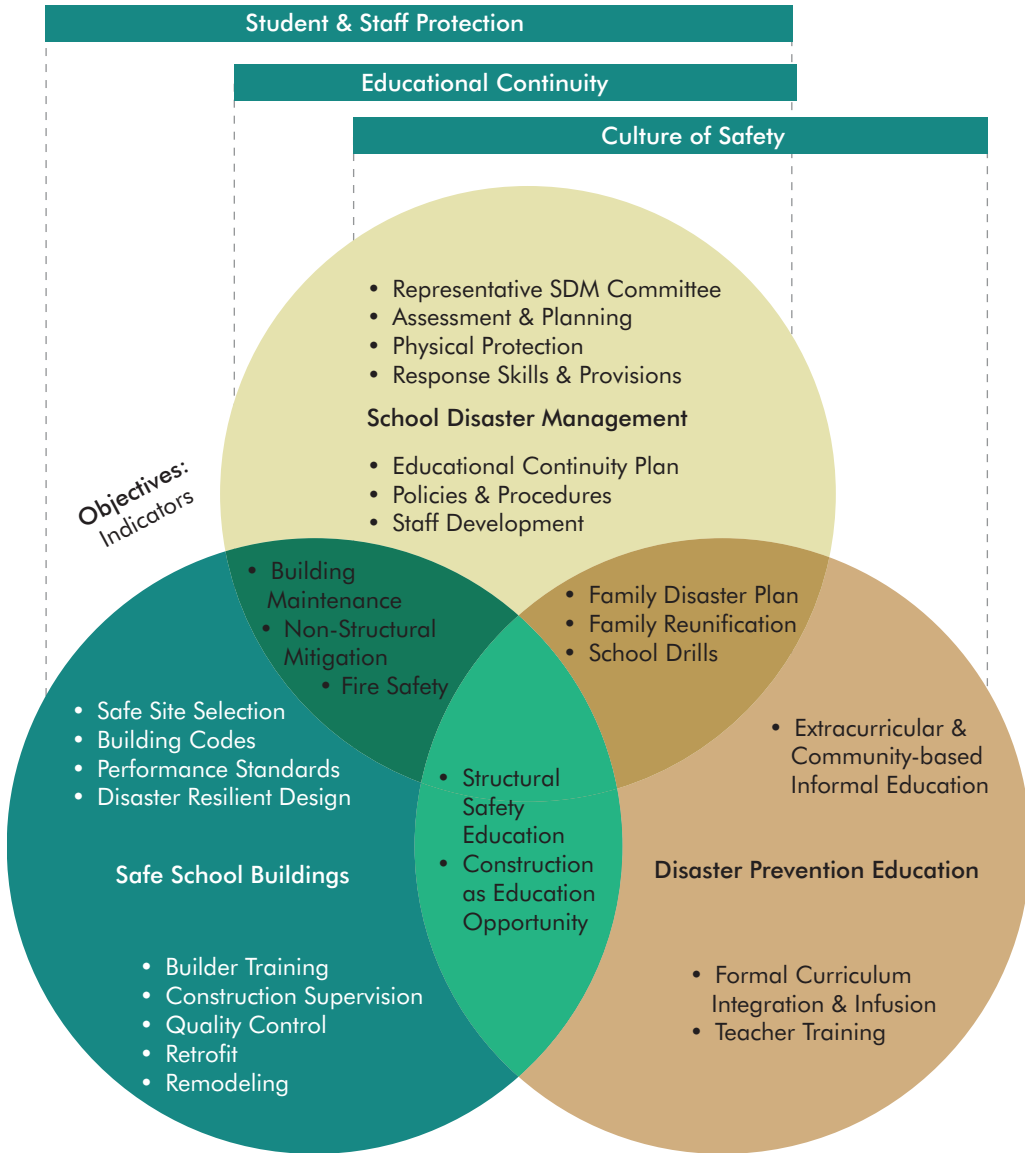 Student & Staff Protection
Educational Continuity
Culture of Safety
• Representative SDM Committee
• Assessment & Planning
• Physical Protection
• Response Skills & Provisions
School Disaster Management
• Educational Continuity Plan
• Policies & Procedures
• Staff Development
Objectives:
Indicators
• Building
Maintenance
• Non-Structural
Mitigation
• Fire Safety
• Family Disaster Plan
• Family Reunification
• School Drills
• Safe Site Selection
• Building Codes
• Performance Standards
• Disaster Resilient Design
Safe School Buildings
• Builder Training
• Construction Supervision
• Quality Control
• Retrofit
• Remodeling
• Structural
Safety
Education
• Construction
as Education
Opportunity
• Extracurricular &
Community-based
Informal Education
Disaster Prevention Education
• Formal Curriculum
Integration & Infusion
• Teacher Training